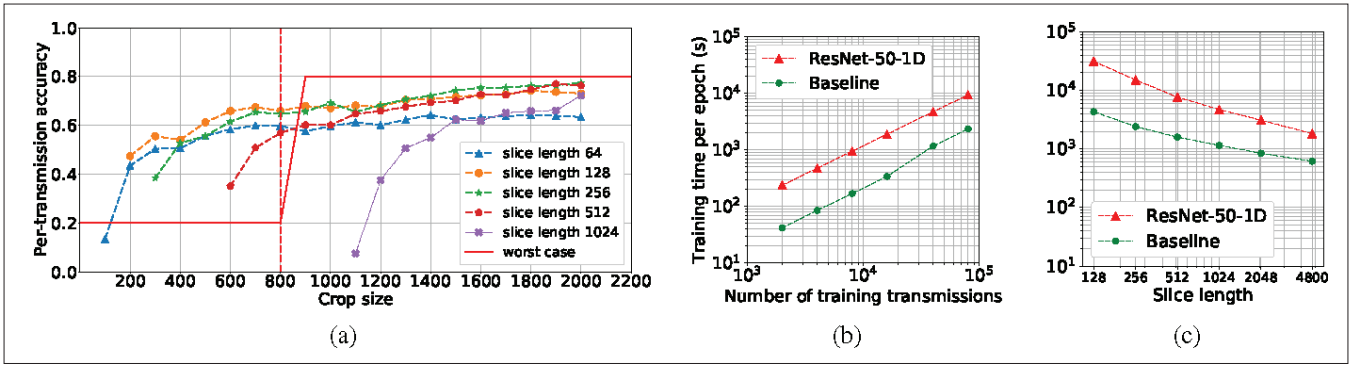 Per-transmission accuracy
1.0
0.8
0.6
0.4
0.2
0.0
200 400 600 800 1000 1200 1400 1600 1800 2000 2200
Crop size
slice length 64
slice length 128
slice length 256
slice length 512
slice length 1024
worst case
(a)
Training time per epoch (s)
10^5
10^4
10^3
10^2
10^1
10^3 10^4 10^5
Number of training transmissions
ResNet-50-1D
Baseline
(b)
10^5
10^4
10^3
10^2
10^1
128 256 512 1024 2048 4800
Slice length
ResNet-50-1D
Baseline
(c)